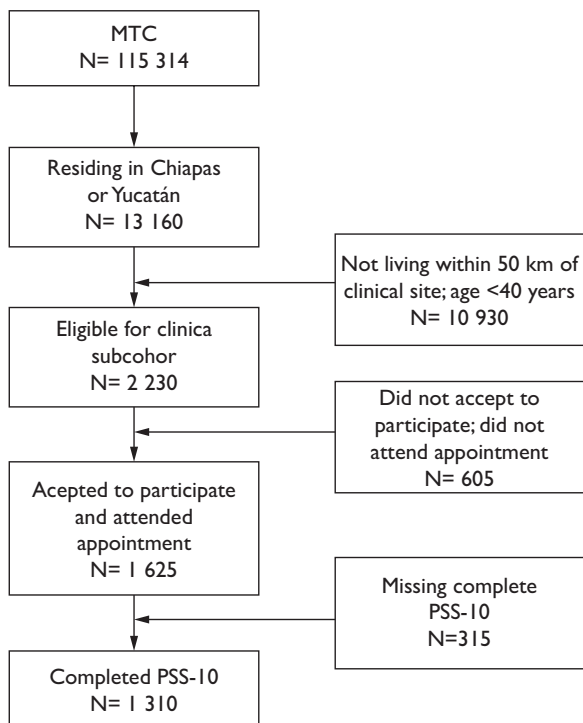 MTC
N= 115 314
Residing in Chiapas
or Yucatán
N= 13 160
Not living within 50 km of
clinical site; age <40 years
N= 10 930
Eligible for clinica
subcohor
N= 2 230
Did not accept to
participate; did not
attend appointment
N= 605
Acepted to participate
and attended
appointment
N= 1 625
Missing complete
PSS-10
N=315
Completed PSS-10
N= 1 310